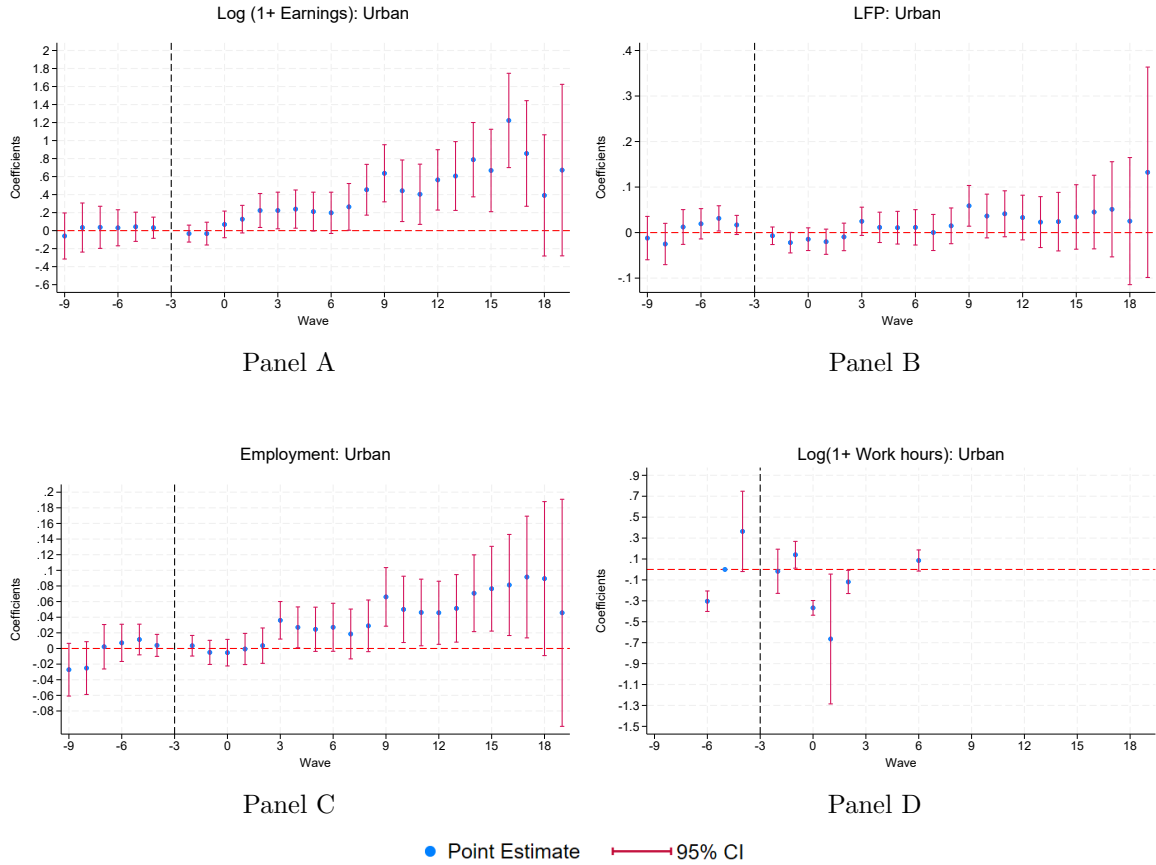 Log (1+ Earnings): Urban
2
1.8
1.6
1.4
1.2
1
.8
.6
.4
.2
0
-.2
-.4
-.6
Coefficients
-9 -6 -3 0 3 6 9 12 15 18
Wave
Panel A
LFP: Urban
.4
.3
.2
.1
0
-.1
Coefficients
-9 -6 -3 0 3 6 9 12 15 18
Wave
Panel B
Employment: Urban
.2
.18
.16
.14
.12
.1
.08
.06
.04
.02
0
-.02
-.04
-.06
-.08
Coefficients
-9 -6 -3 0 3 6 9 12 15 18
Wave
Panel C
Log(1+ Work hours): Urban
.9
.7
.5
.3
.1
-.1
-.3
-.5
-.7
-.9
-1.1
-1.3
-1.5
Coefficients
-9 -6 -3 0 3 6 9 12 15 18
Wave
Panel D
Point Estimate 95% CI